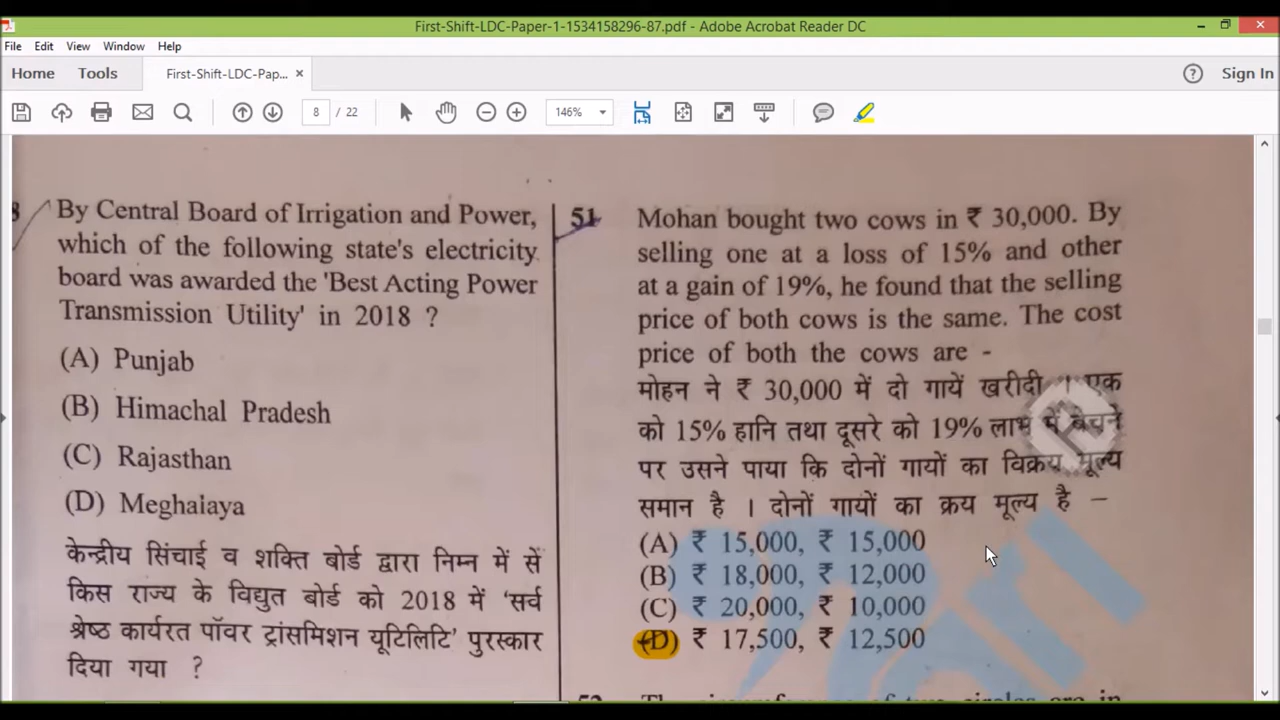 First-Shift-LDC-Paper-1-1534158296-87.pdf - Adobe Acrobat Reader DC
File Edit View Window Help
Home Tools First-Shift-LDC-Pap... × Sign In
8 / 22 146%
8 By Central Board of Irrigation and Power,
which of the following state's electricity
board was awarded the 'Best Acting Power
Transmission Utility' in 2018 ?
(A) Punjab
(B) Himachal Pradesh
(C) Rajasthan
(D) Meghaiaya
केन्द्रीय सिंचाई व शक्ति बोर्ड द्वारा निम्न में सें
किस राज्य के विद्युत बोर्ड को 2018 में 'सर्व
श्रेष्ठ कार्यरत पॉवर ट्रांसमिशन यूटिलिटि' पुरस्कार
दिया गया ?
51 Mohan bought two cows in ₹ 30,000. By
selling one at a loss of 15% and other
at a gain of 19%, he found that the selling
price of both cows is the same. The cost
price of both the cows are -
मोहन ने ₹ 30,000 में दो गायें खरीदी । एक
को 15% हानि तथा दूसरे को 19% लाभ में बेचने
पर उसने पाया कि दोनों गायों का विक्रय मूल्य
समान है । दोनों गायों का क्रय मूल्य है –
(A) ₹ 15,000, ₹ 15,000
(B) ₹ 18,000, ₹ 12,000
(C) ₹ 20,000, ₹ 10,000
(D) ₹ 17,500, ₹ 12,500